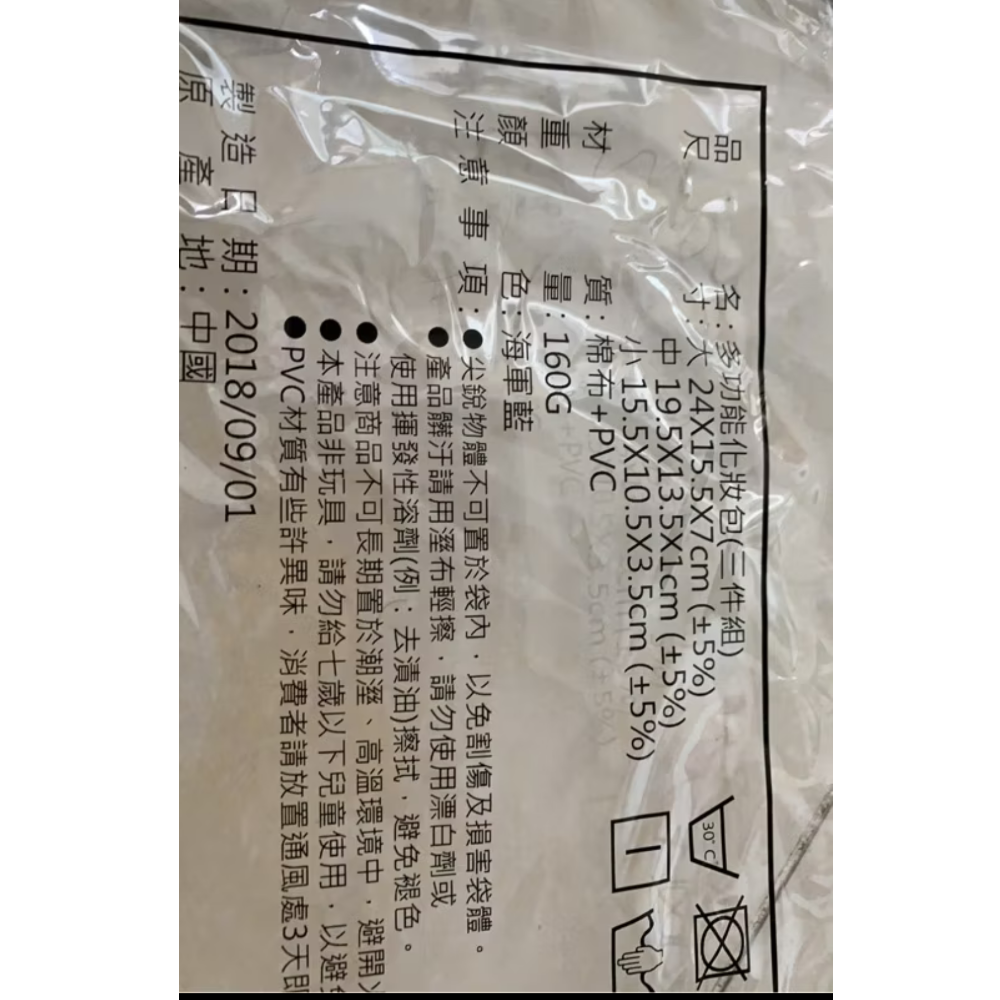 品名：多功能化妝包(三件組)
尺寸：大 24X15.5X7cm (±5%)
中 19.5X13.5X1cm (±5%)
小 15.5X10.5X3.5cm (±5%)
材質：棉布+PVC
重量：160G
顏色：海軍藍
注意事項：●尖銳物體不可置於袋內，以免割傷及損害袋體。
●產品髒汙請用溼布輕擦，請勿使用漂白劑或
使用揮發性溶劑(例：去漬油)擦拭，避免褪色。
●注意商品不可長期置於潮溼、高溫環境中，避開
●本產品非玩具，請勿給七歲以下兒童使用，以避
●PVC材質有些許異味，消費者請放置通風處3天即
製造日期：2018/09/01
原產地：中國
30°C